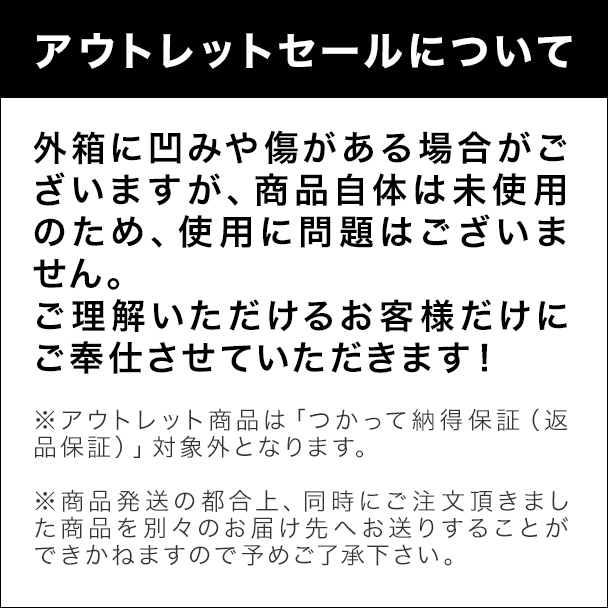 アウトレットセールについて
外箱に凹みや傷がある場合がご
ざいますが、商品自体は未使用
のため、使用に問題はございま
せん。
ご理解いただけるお客様だけに
ご奉仕させていただきます！
※アウトレット商品は「つかって納得保証（返
品保証）」対象外となります。
※商品発送の都合上、同時にご注文頂きまし
た商品を別々のお届け先へお送りすることが
できかねますので予めご了承下さい。